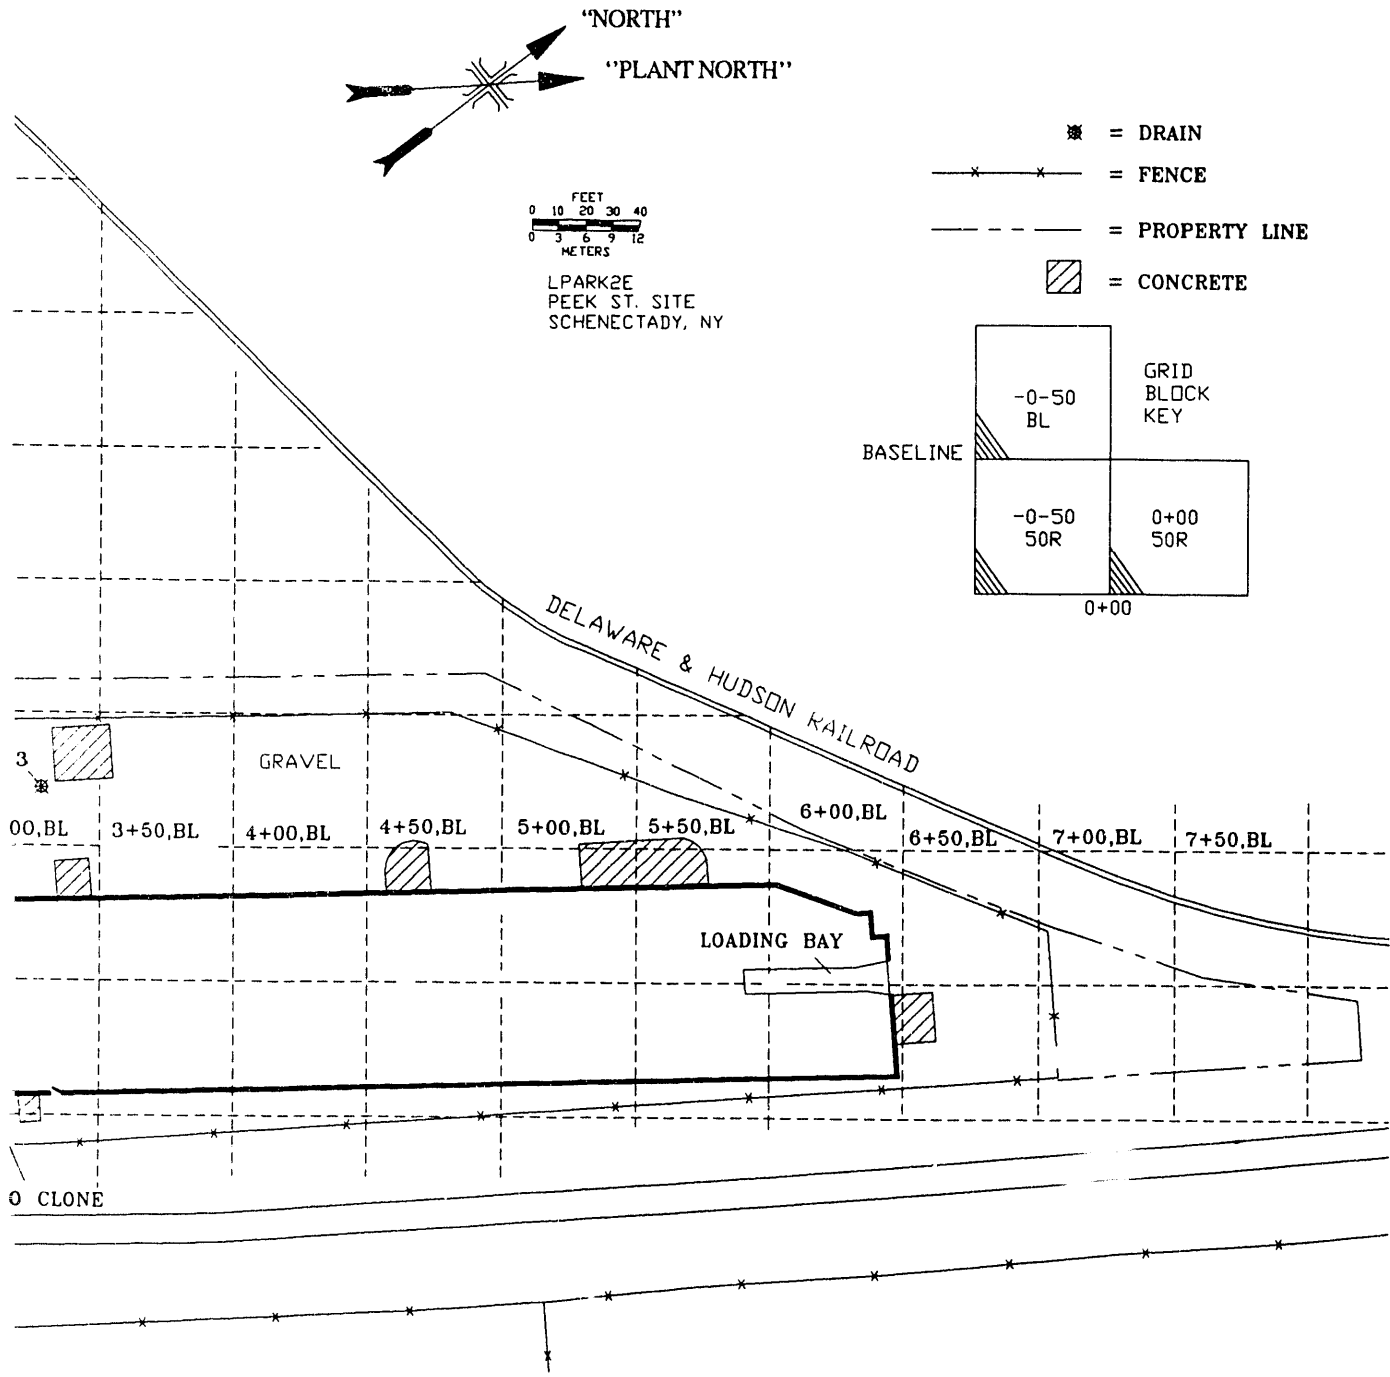 "NORTH"
"PLANT NORTH"
= DRAIN
= FENCE
= PROPERTY LINE
= CONCRETE
FEET
0 10 20 30 40
0 3 6 9 12
METERS
LPARK2E
PEEK ST. SITE
SCHENECTADY, NY
GRID
BLOCK
KEY
-0-50
BL
BASELINE
-0-50
50R
0+00
50R
0+00
DELAWARE & HUDSON RAILROAD
3
GRAVEL
00,BL
3+50,BL
4+00,BL
4+50,BL
5+00,BL
5+50,BL
6+00,BL
6+50,BL
7+00,BL
7+50,BL
LOADING BAY
O CLONE